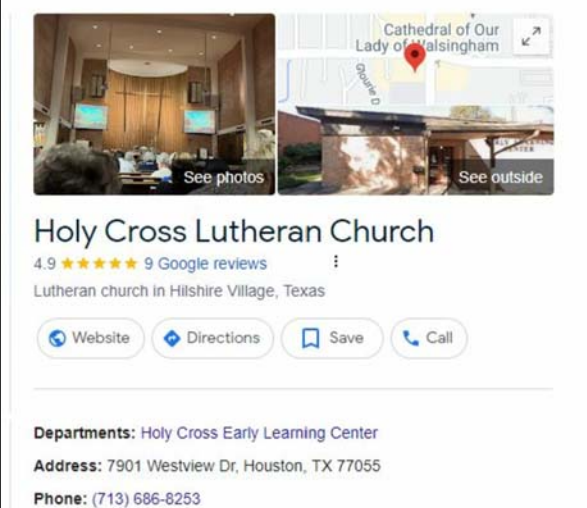 Cathedral of Our
Lady of Walsingham
Glourie D
See photos
See outside
Holy Cross Lutheran Church
4.9 ★★★★★ 9 Google reviews
Lutheran church in Hilshire Village, Texas
Website
Directions
Save
Call
Departments: Holy Cross Early Learning Center
Address: 7901 Westview Dr, Houston, TX 77055
Phone: (713) 686-8253